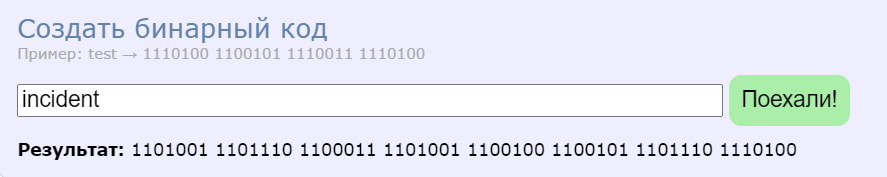 Создать бинарный код
Пример: test → 1110100 1100101 1110011 1110100
incident Поехали!
Результат: 1101001 1101110 1100011 1101001 1100100 1100101 1101110 1110100